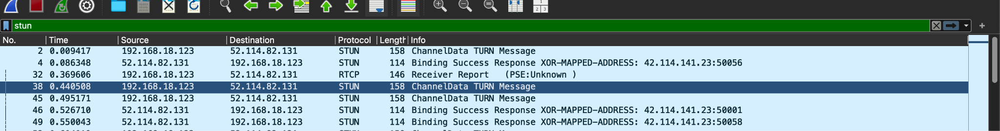 1
2 3
stun
No. Time Source Destination Protocol Length Info
2 0.009417 192.168.18.123 52.114.82.131 STUN 158 ChannelData TURN Message
4 0.086348 52.114.82.131 192.168.18.123 STUN 114 Binding Success Response XOR-MAPPED-ADDRESS: 42.114.141.23:50056
32 0.369606 192.168.18.123 52.114.82.131 RTCP 146 Receiver Report (PSE:Unknown )
38 0.440508 192.168.18.123 52.114.82.131 STUN 158 ChannelData TURN Message
45 0.495171 192.168.18.123 52.114.82.131 STUN 158 ChannelData TURN Message
46 0.526710 52.114.82.131 192.168.18.123 STUN 114 Binding Success Response XOR-MAPPED-ADDRESS: 42.114.141.23:50001
49 0.550043 52.114.82.131 192.168.18.123 STUN 114 Binding Success Response XOR-MAPPED-ADDRESS: 42.114.141.23:50058